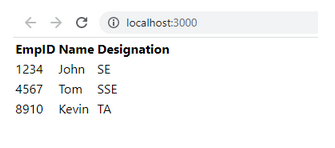 localhost:3000
EmpID Name Designation
1234 John SE
4567 Tom SSE
8910 Kevin TA